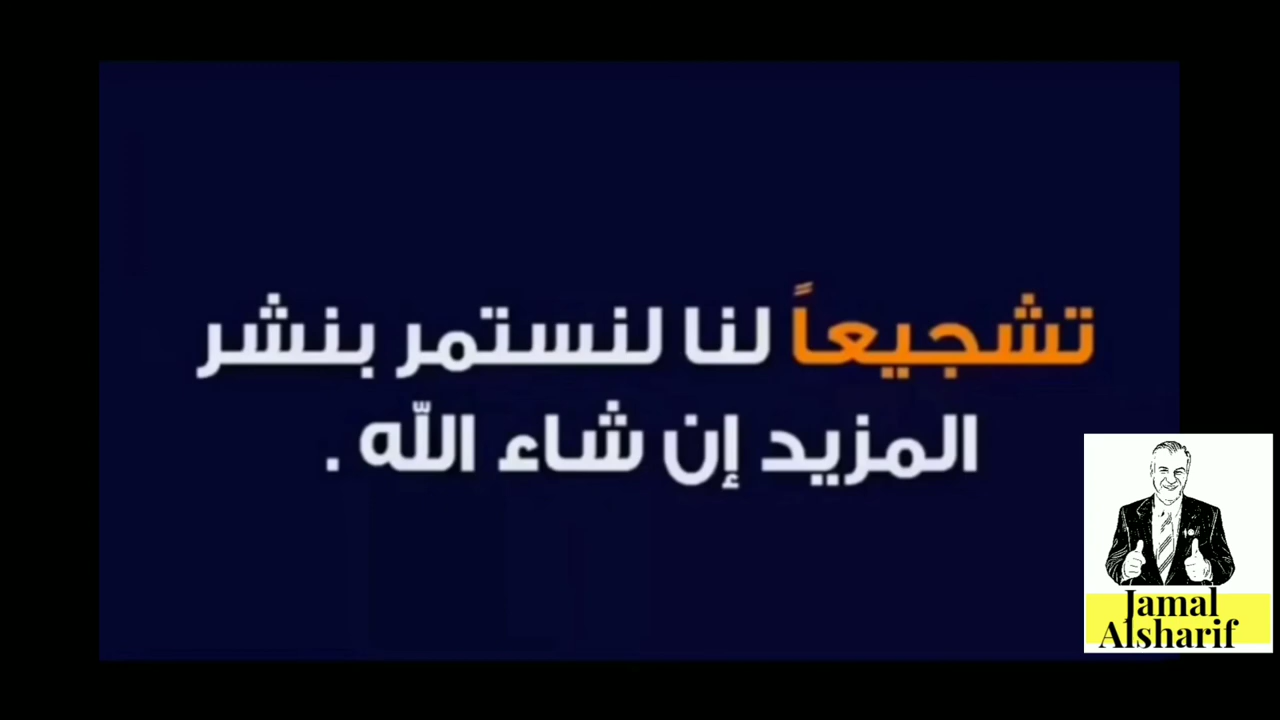 تشجيعاً لنا لنستمر بنشر
المزيد إن شاء الله .
Jamal
Alsharif